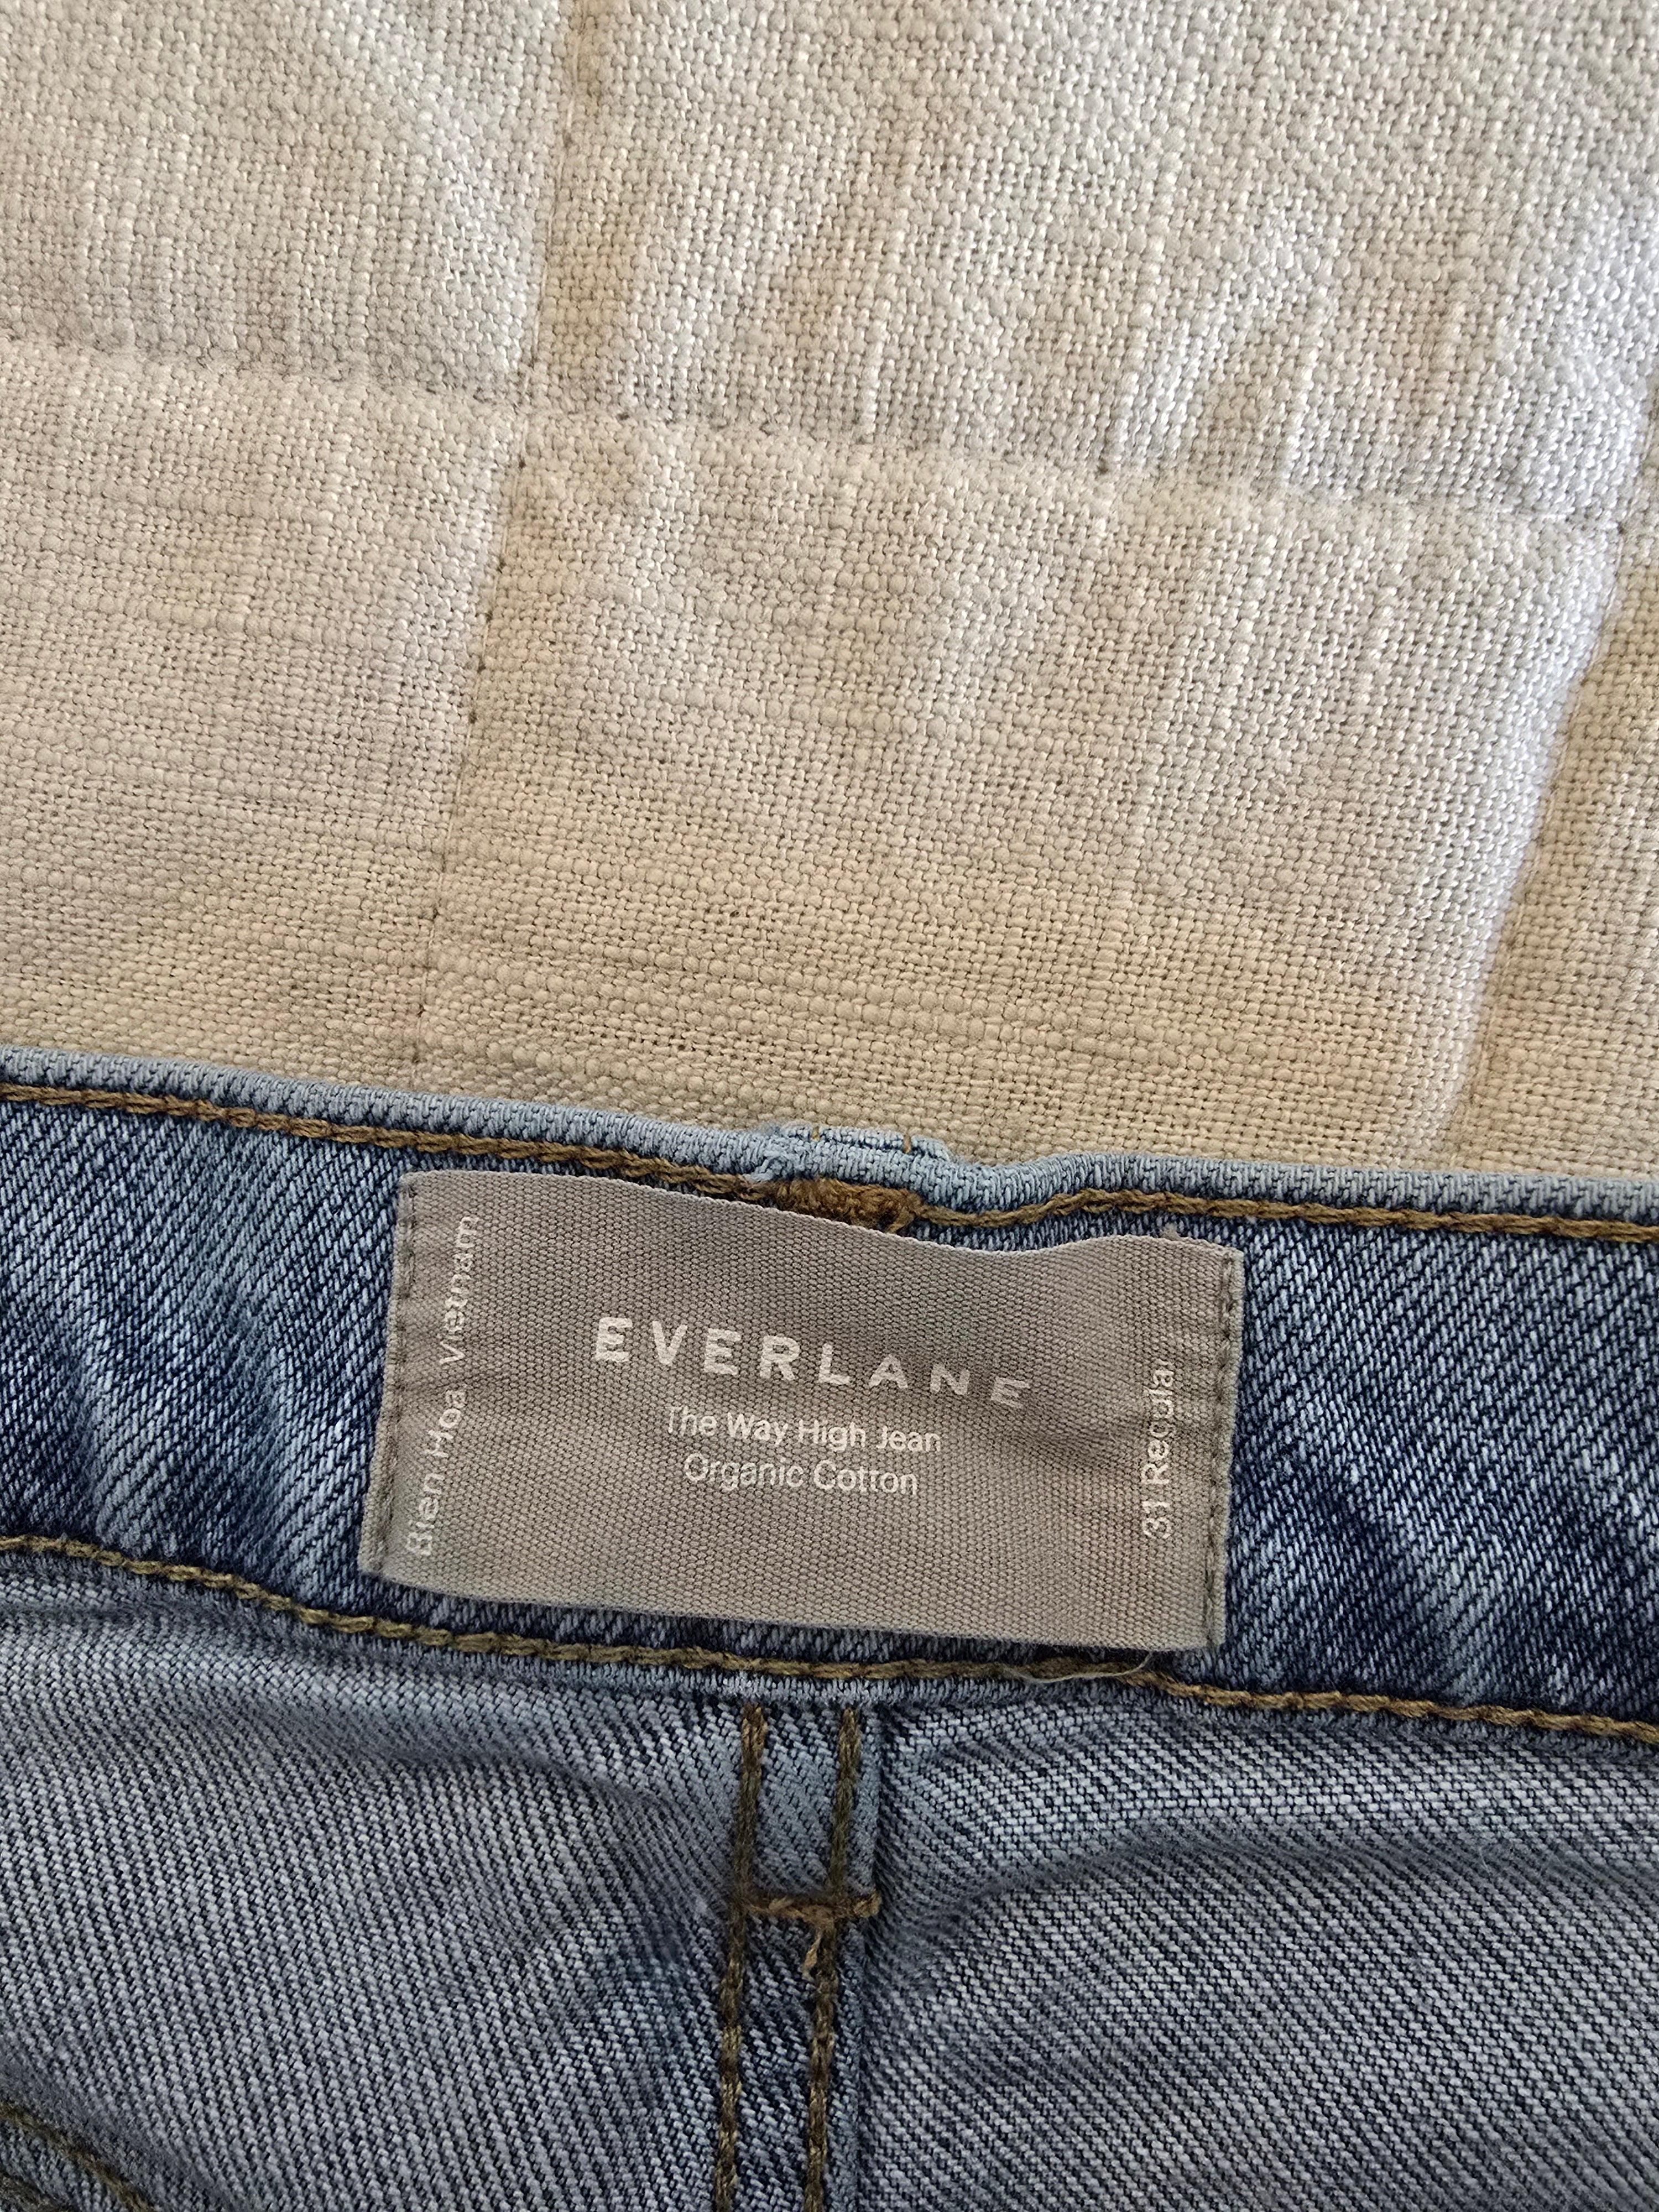 EVERLANE
The Way High Jean
Organic Cotton
Bien Hoa, Vietnam
31 Regular